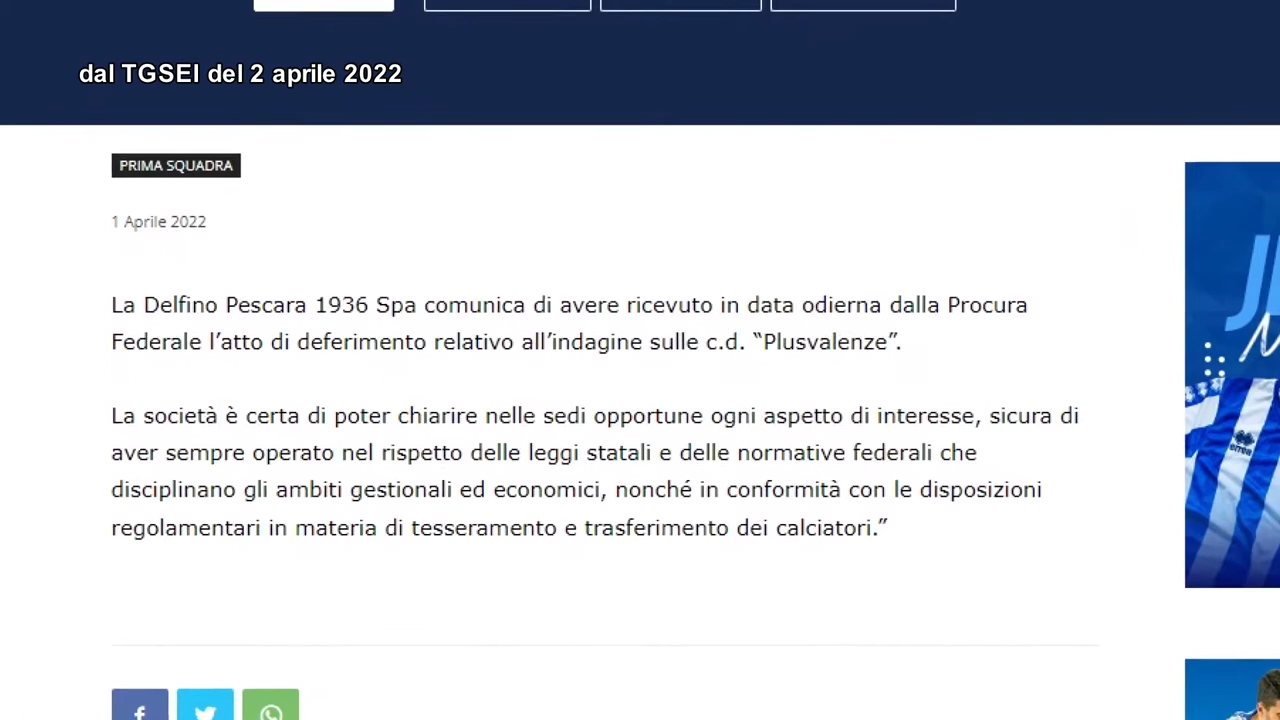 dal TGSEI del 2 aprile 2022
PRIMA SQUADRA
1 Aprile 2022
La Delfino Pescara 1936 Spa comunica di avere ricevuto in data odierna dalla Procura
Federale l’atto di deferimento relativo all’indagine sulle c.d. “Plusvalenze”.
La società è certa di poter chiarire nelle sedi opportune ogni aspetto di interesse, sicura di
aver sempre operato nel rispetto delle leggi statali e delle normative federali che
disciplinano gli ambiti gestionali ed economici, nonché in conformità con le disposizioni
regolamentari in materia di tesseramento e trasferimento dei calciatori.”